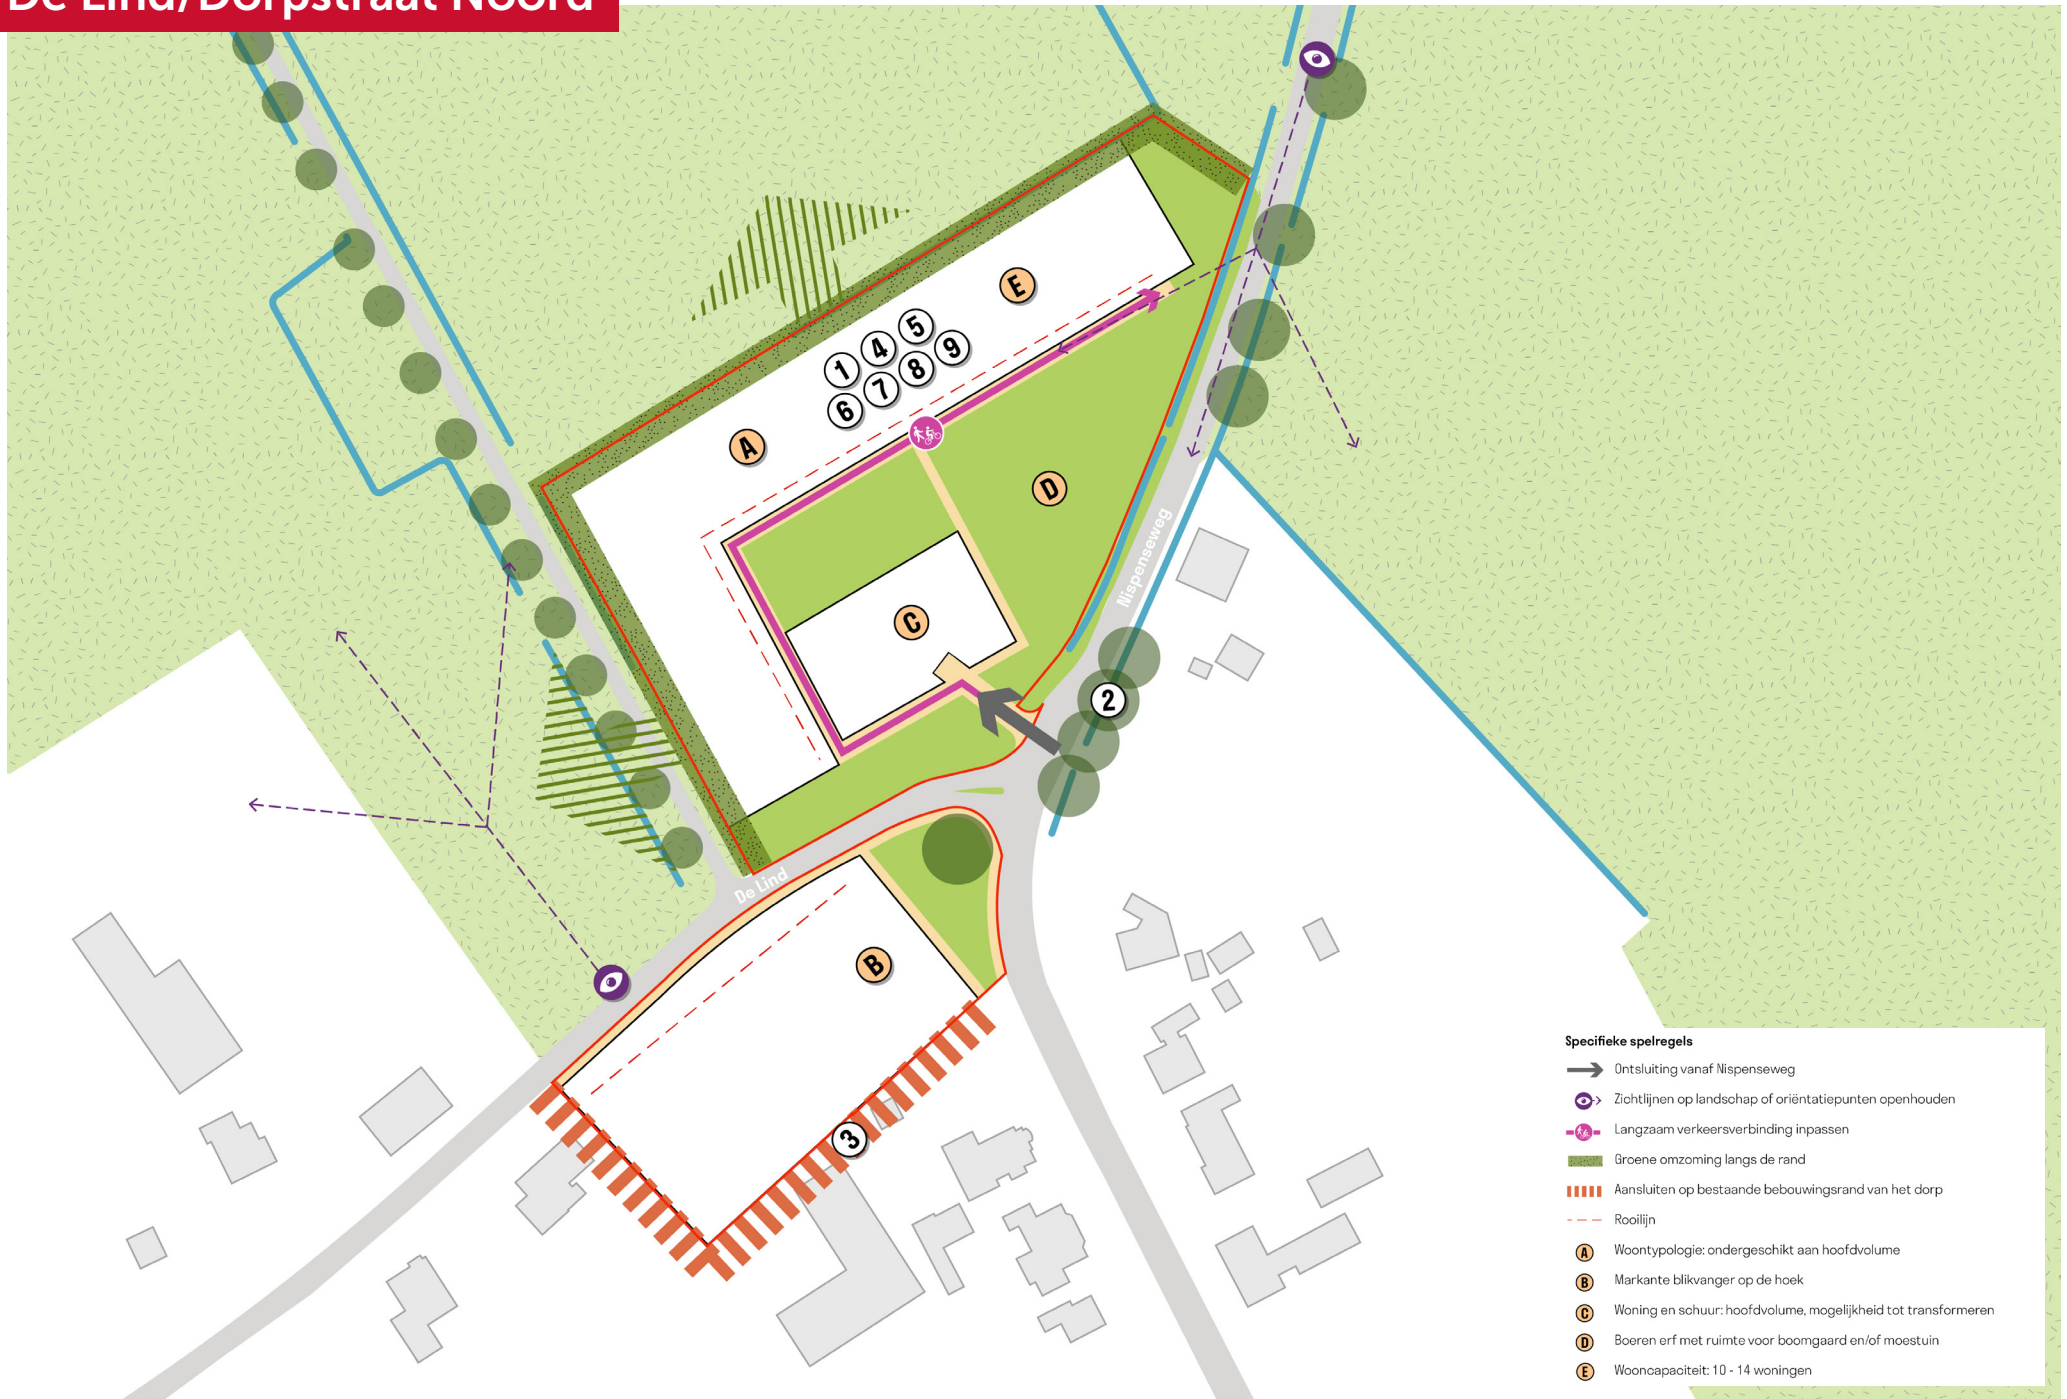 De Lind/Dorpstraat Noord
E
5
4
9
1
8
7
6
A
D
Nispenseweg
C
2
De Lind
B
3
Specifieke spelregels
Ontsluiting vanaf Nispenseweg
Zichtlijnen op landschap of oriëntatiepunten openhouden
Langzaam verkeersverbinding inpassen
Groene omzoming langs de rand
Aansluiten op bestaande bebouwingsrand van het dorp
Rooilijn
A Woontypologie: ondergeschikt aan hoofdvolume
B Markante blikvanger op de hoek
C Woning en schuur: hoofdvolume, mogelijkheid tot transformeren
D Boeren erf met ruimte voor boomgaard en/of moestuin
E Wooncapaciteit: 10 - 14 woningen